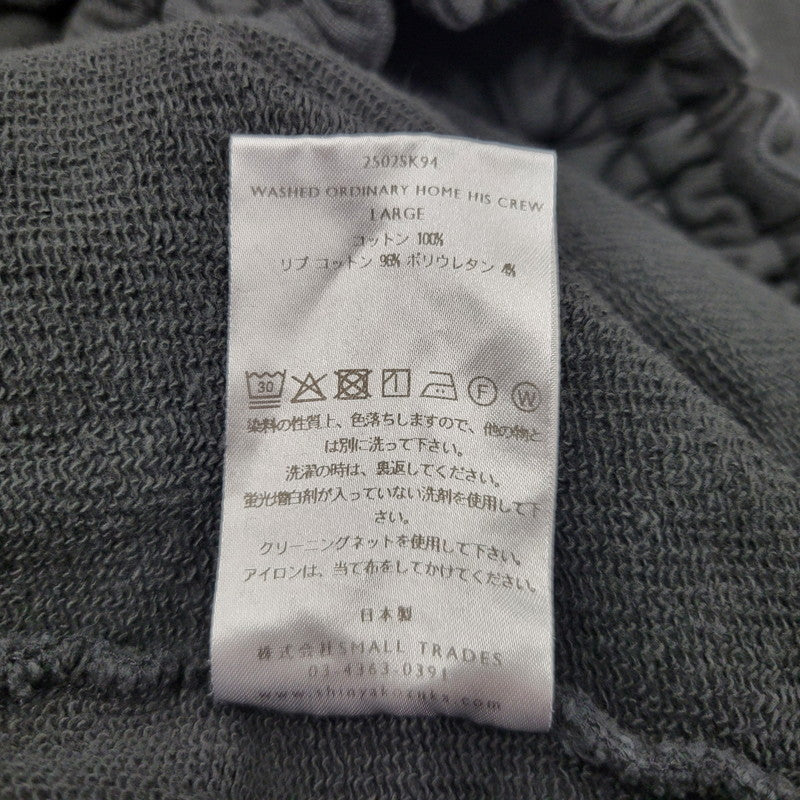 2502SK94
WASHED ORDINARY HOME HIS CREW
LARGE
コットン 100%
リブ コットン 96% ポリウレタン 4%
30
F
W
染料の性質上、色落ちしますので、他の物と
は別に洗って下さい。
洗濯の時は、裏返してください。
蛍光増白剤が入っていない洗剤を使用して下
さい。
クリーニングネットを使用して下さい。
アイロンは、当て布をしてかけてください。
日本製
株式会社SMALL TRADES
03-4363-0391
www.shinyakozuka.com